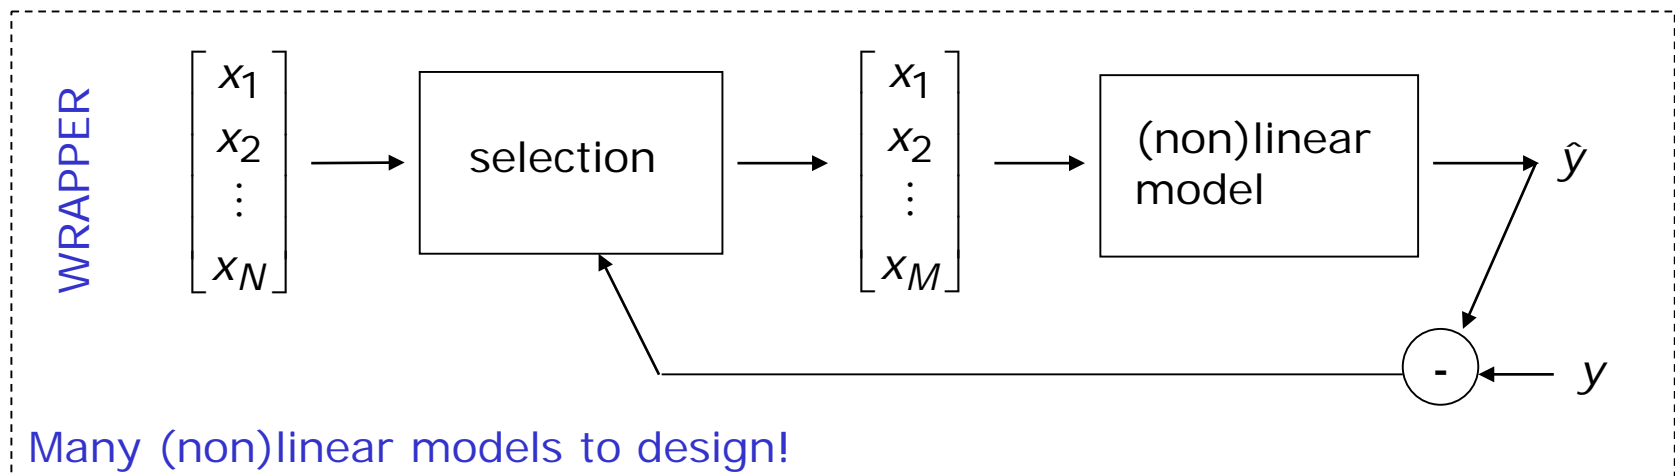 WRAPPER
x1
x2
⋮
xN
selection
x1
x2
⋮
xM
(non)linear
model
ŷ
-
y
Many (non)linear models to design!